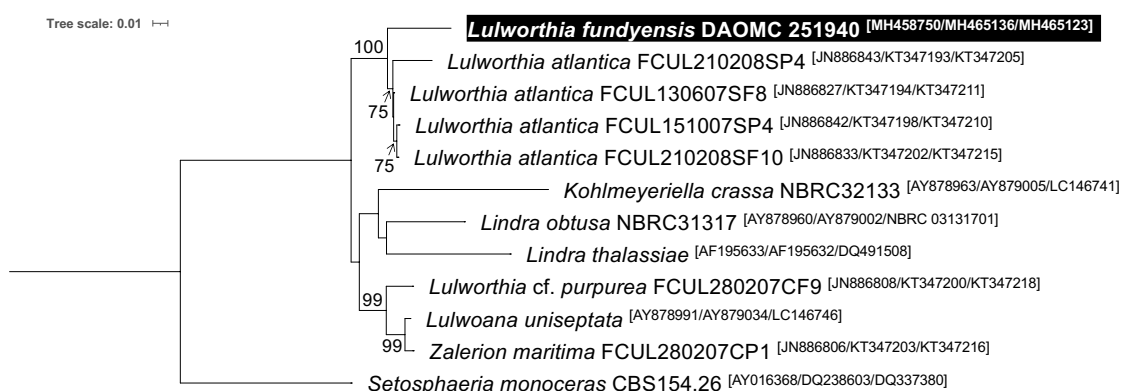 Tree scale: 0.01
100
Lulworthia fundyensis DAOMC 251940 [MH458750/MH465136/MH465123]
Lulworthia atlantica FCUL210208SP4 [JN886843/KT347193/KT347205]
Lulworthia atlantica FCUL130607SF8 [JN886827/KT347194/KT347211]
75
Lulworthia atlantica FCUL151007SP4 [JN886842/KT347198/KT347210]
75
Lulworthia atlantica FCUL210208SF10 [JN886833/KT347202/KT347215]
Kohlmeyeriella crassa NBRC32133 [AY878963/AY879005/LC146741]
Lindra obtusa NBRC31317 [AY878960/AY879002/NBRC 03131701]
Lindra thalassiae [AF195633/AF195632/DQ491508]
99
Lulworthia cf. purpurea FCUL280207CF9 [JN886808/KT347200/KT347218]
Lulwoana uniseptata [AY878991/AY879034/LC146746]
99
Zalerion maritima FCUL280207CP1 [JN886806/KT347203/KT347216]
Setosphaeria monoceras CBS154.26 [AY016368/DQ238603/DQ337380]